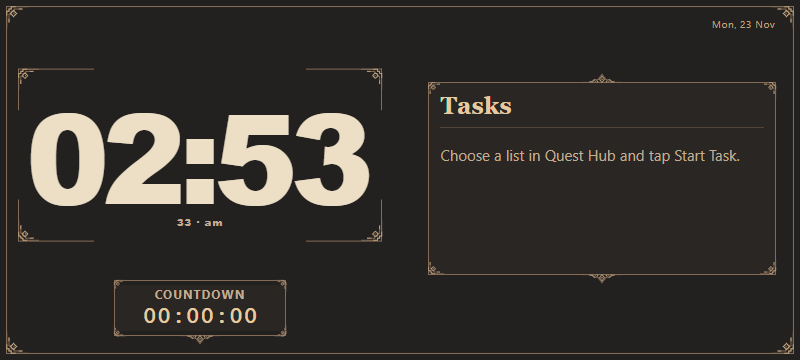 Mon, 23 Nov
02:53
33 · am
COUNTDOWN
00:00:00
Tasks
Choose a list in Quest Hub and tap Start Task.